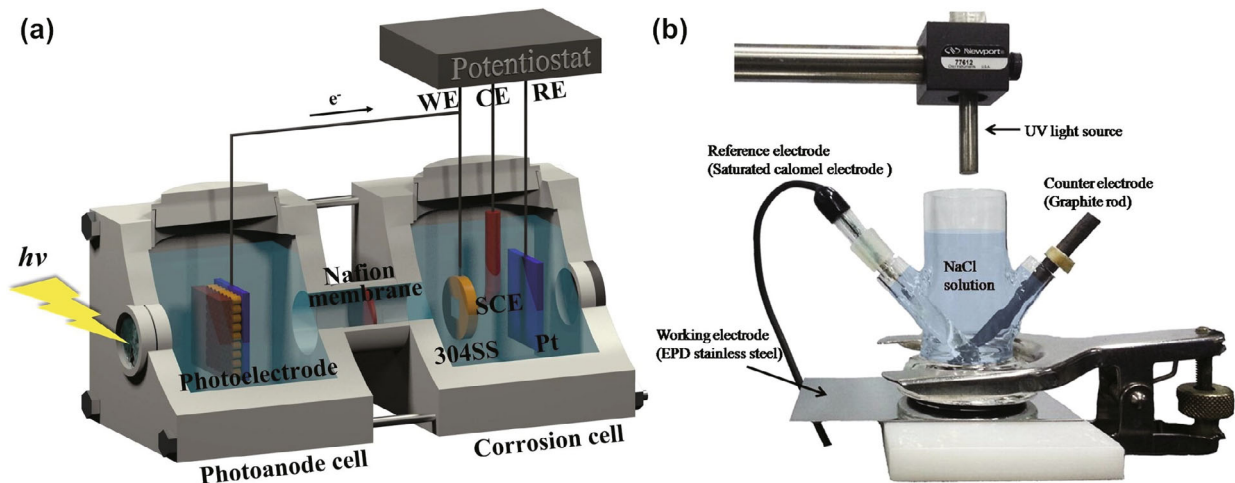 (a)
Potentiostat
WE CE RE
e-
hν
Nafion
membrane
SCE
304SS
Pt
Photoelectrode
Photoanode cell
Corrosion cell
(b)
Newport
77612
UV light source
Reference electrode
(Saturated calomel electrode )
Counter electrode
(Graphite rod)
NaCl
solution
Working electrode
(EPD stainless steel)